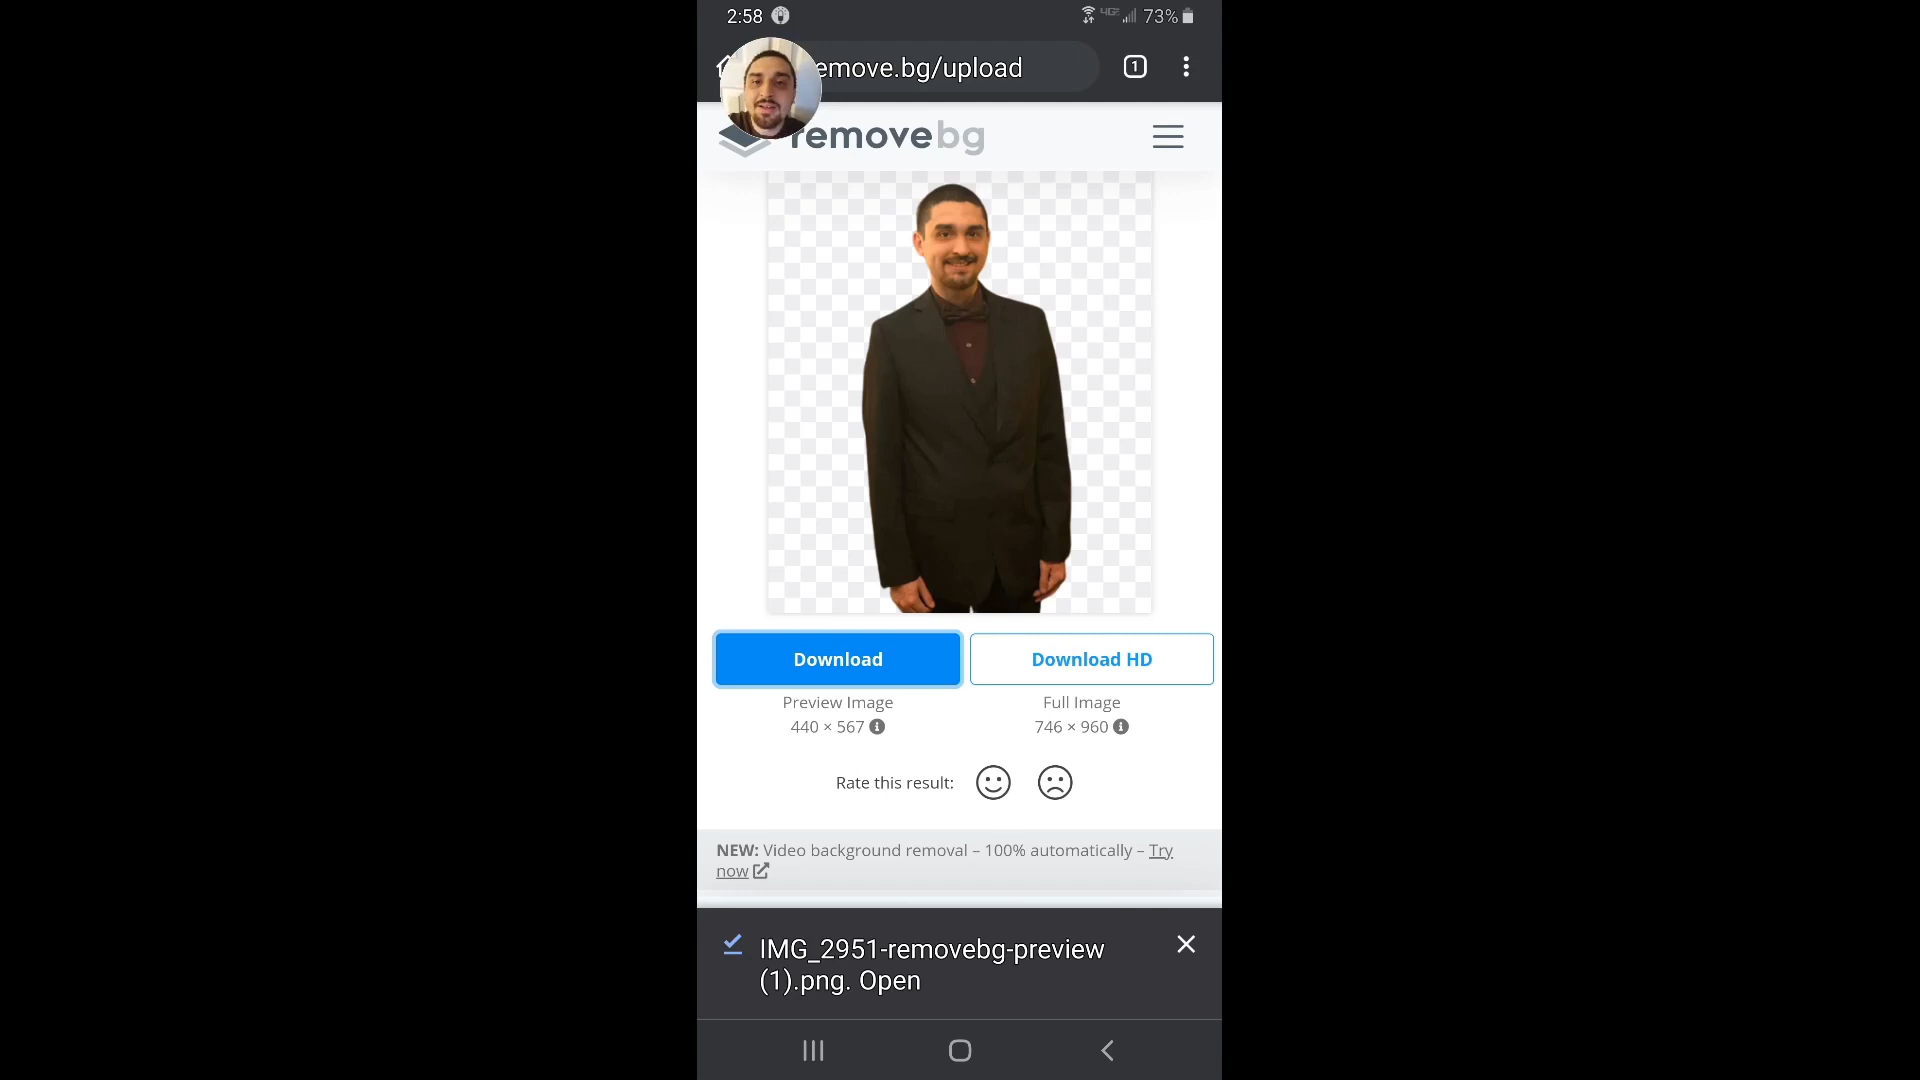 2:58 4GE 73%
emove.bg/upload 1
removebg
Download Download HD
Preview Image Full Image
440 × 567 746 × 960
Rate this result:
NEW: Video background removal – 100% automatically – Try
now
IMG_2951-removebg-preview
(1).png. Open